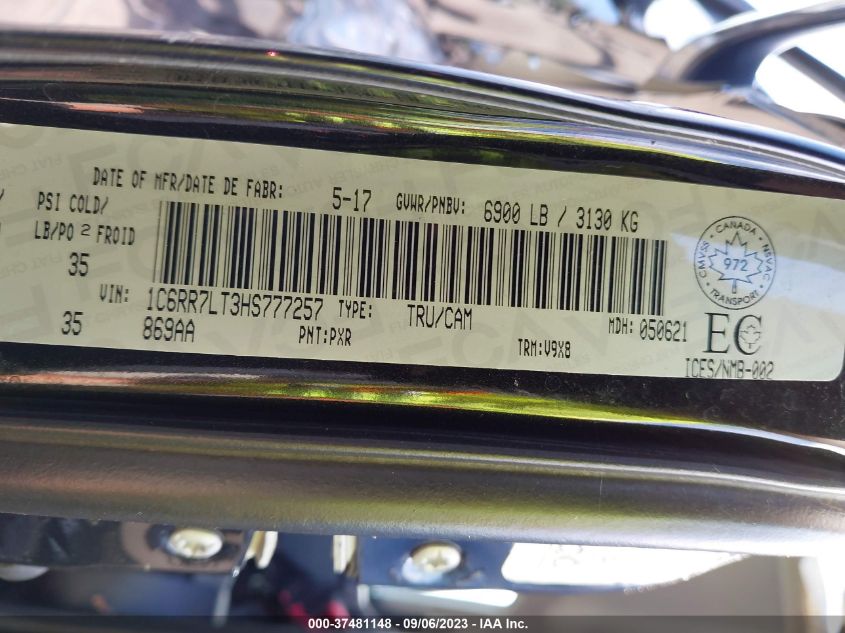 DATE OF MFR/DATE DE FABR: 5-17 GVWR/PNBV: 6900 LB / 3130 KG
PSI COLD/
LB/PO 2 FROID
35
VIN: 1C6RR7LT3HS777257 TYPE: TRU/CAM MDH: 050621
35 869AA PNT:PXR TRM:V9X8
CANADA
CMVSS 972 NSVAC
TRANSPORT
EC
ICES/NMB-002
000-37481148 - 09/06/2023 - IAA Inc.